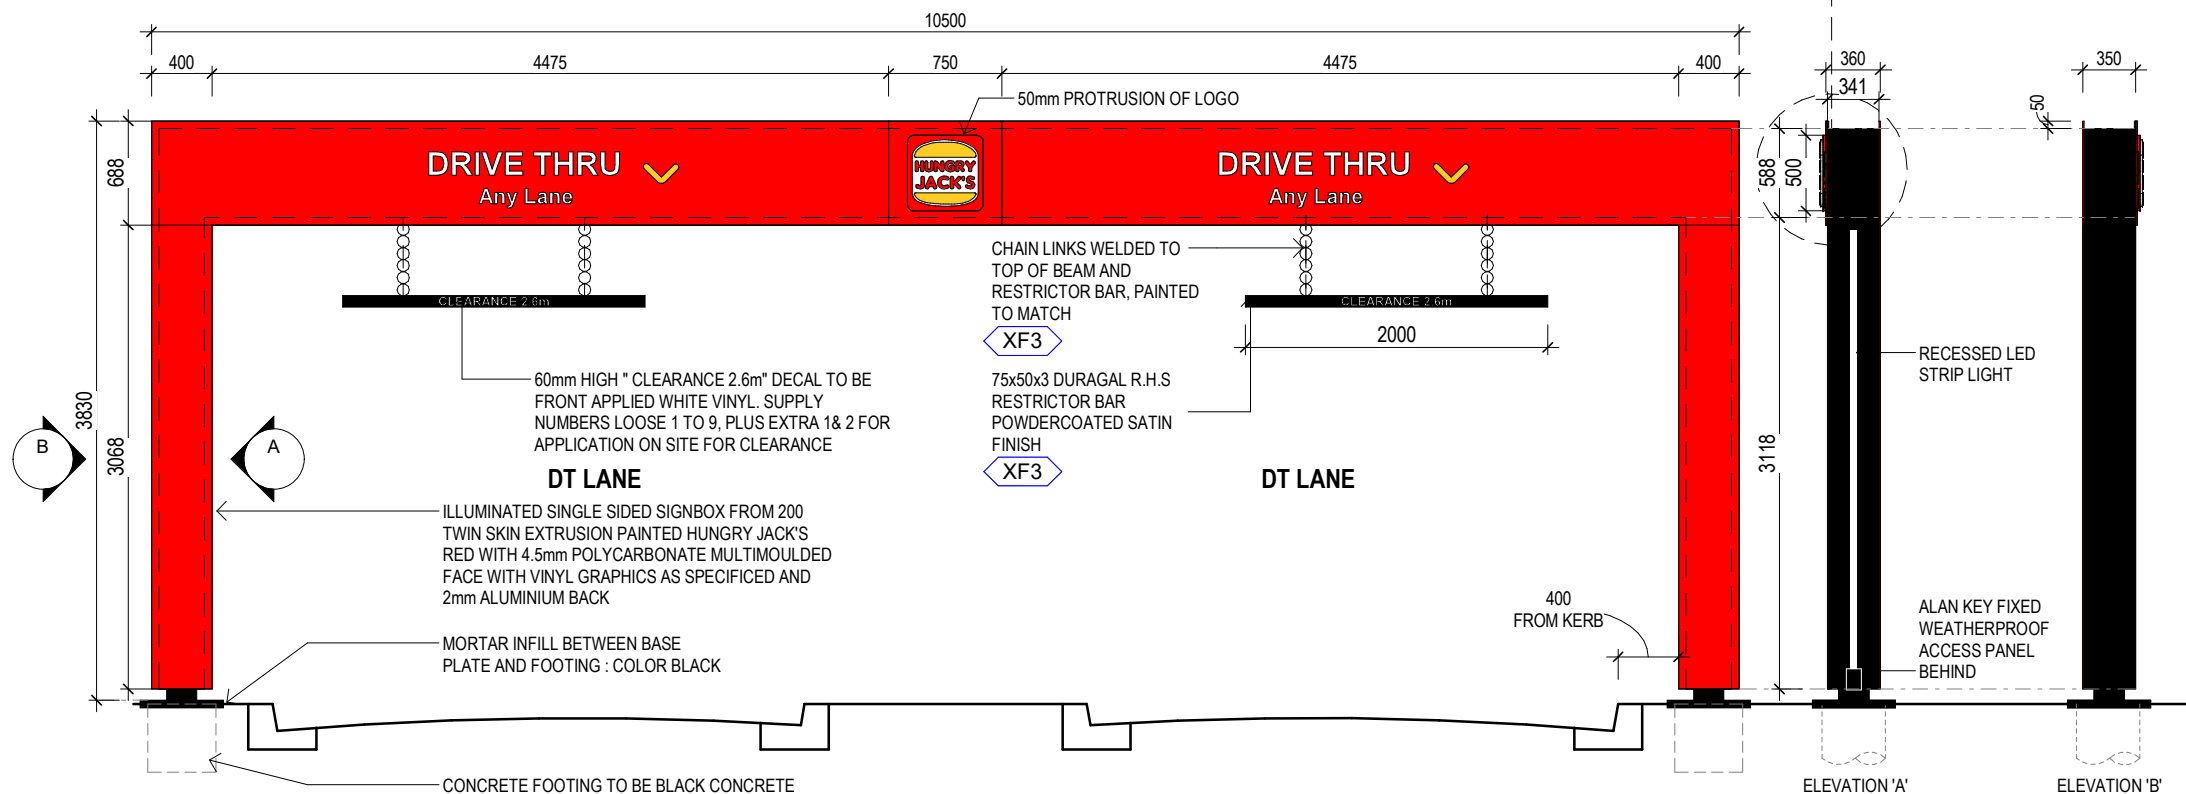 10500
400
4475
750
4475
400
360
350
341
50
50mm PROTRUSION OF LOGO
688
DRIVE THRU
Any Lane
HUNGRY
JACK'S
DRIVE THRU
Any Lane
588
500
CHAIN LINKS WELDED TO
TOP OF BEAM AND
RESTRICTOR BAR, PAINTED
TO MATCH
XF3
CLEARANCE 2.6m
CLEARANCE 2.6m
2000
RECESSED LED
STRIP LIGHT
60mm HIGH " CLEARANCE 2.6m" DECAL TO BE
FRONT APPLIED WHITE VINYL. SUPPLY
NUMBERS LOOSE 1 TO 9, PLUS EXTRA 1& 2 FOR
APPLICATION ON SITE FOR CLEARANCE
75x50x3 DURAGAL R.H.S
RESTRICTOR BAR
POWDERCOATED SATIN
FINISH
XF3
3830
3068
3118
B
A
DT LANE
DT LANE
ILLUMINATED SINGLE SIDED SIGNBOX FROM 200
TWIN SKIN EXTRUSION PAINTED HUNGRY JACK'S
RED WITH 4.5mm POLYCARBONATE MULTIMOULDED
FACE WITH VINYL GRAPHICS AS SPECIFICED AND
2mm ALUMINIUM BACK
400
FROM KERB
ALAN KEY FIXED
WEATHERPROOF
ACCESS PANEL
BEHIND
MORTAR INFILL BETWEEN BASE
PLATE AND FOOTING : COLOR BLACK
CONCRETE FOOTING TO BE BLACK CONCRETE
ELEVATION 'A'
ELEVATION 'B'